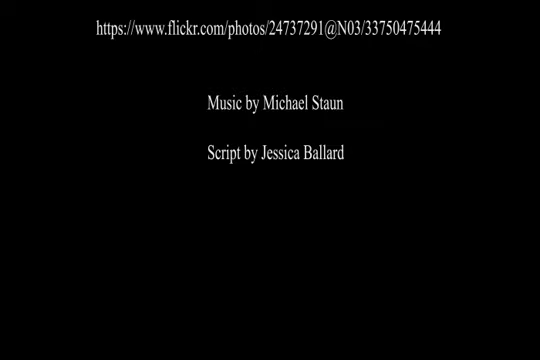 https://www.flickr.com/photos/24737291@N03/33750475444
Music by Michael Staun
Script by Jessica Ballard